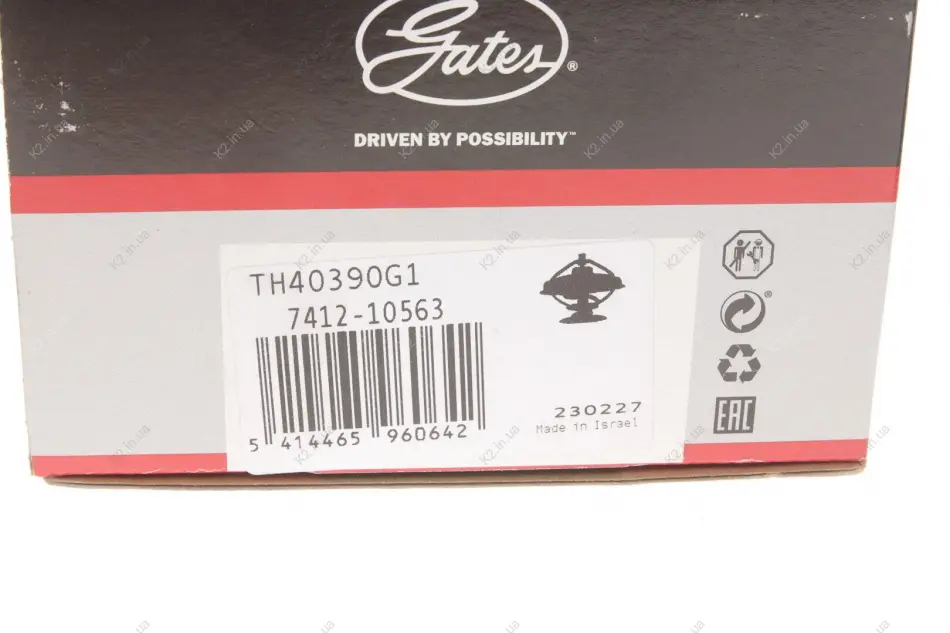 Gates®
DRIVEN BY POSSIBILITY™
TH40390G1
7412-10563
5 414465 960642
230227
Made in Israel
®
EAC
K2.in.ua